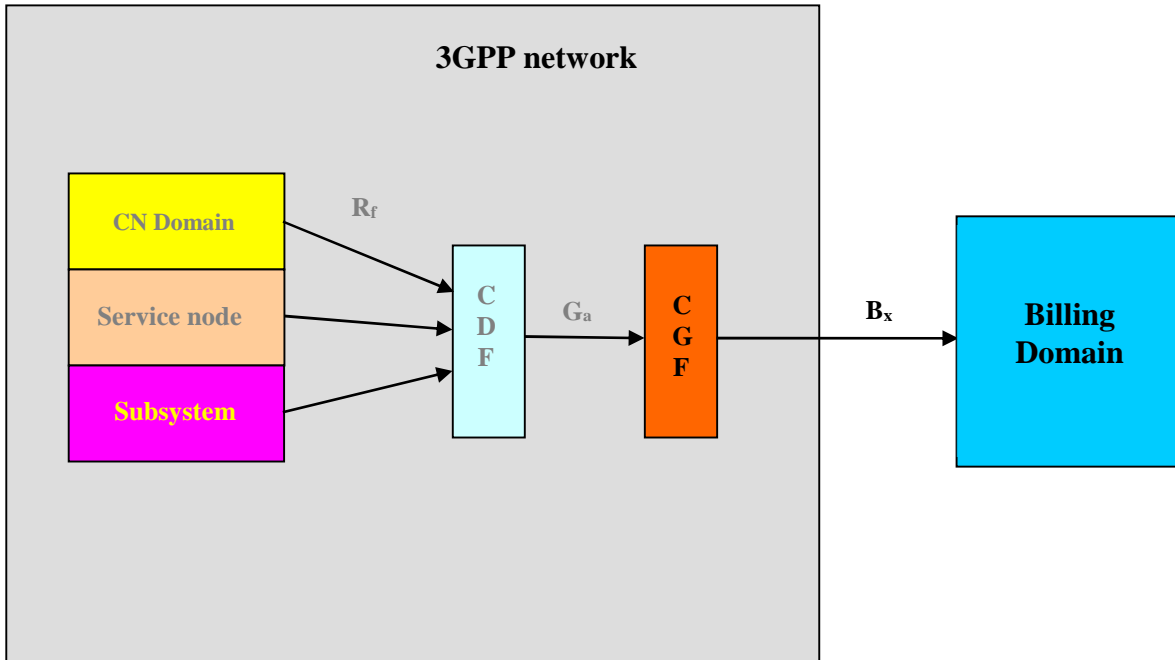 3GPP network
CN Domain
Service node
Subsystem
Rf
C
D
F
Ga
C
G
F
Bx
Billing
Domain